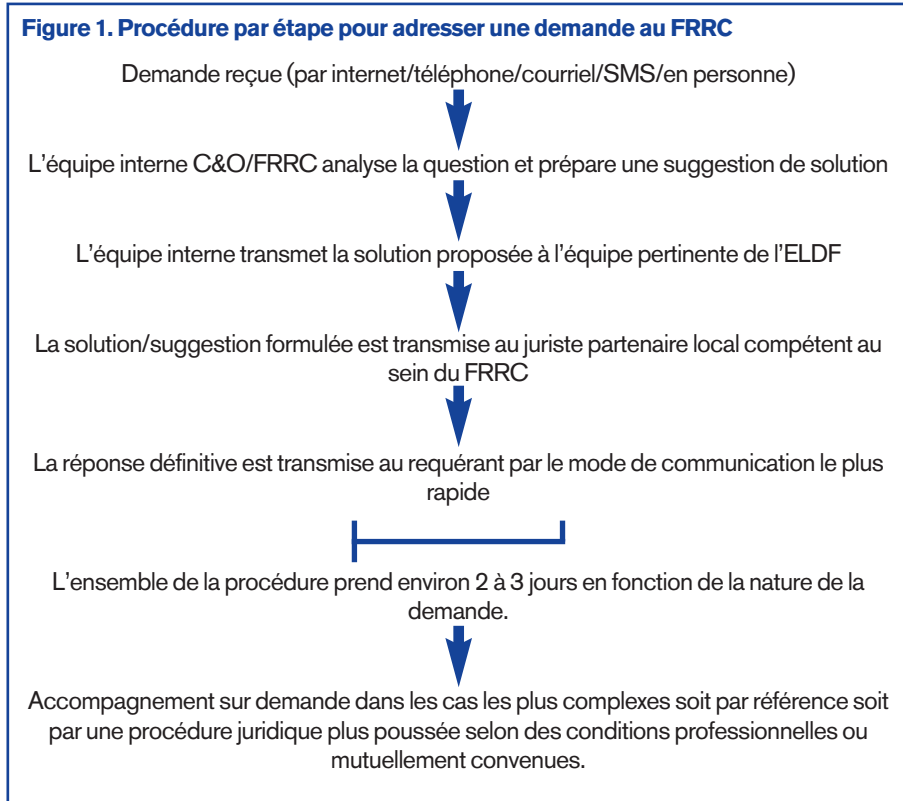 Figure 1. Procédure par étape pour adresser une demande au FRRC
Demande reçue (par internet/téléphone/courriel/SMS/en personne)
L'équipe interne C&O/FRRC analyse la question et prépare une suggestion de solution
L'équipe interne transmet la solution proposée à l'équipe pertinente de l'ELDF
La solution/suggestion formulée est transmise au juriste partenaire local compétent au
sein du FRRC
La réponse définitive est transmise au requérant par le mode de communication le plus
rapide
L'ensemble de la procédure prend environ 2 à 3 jours en fonction de la nature de la
demande.
Accompagnement sur demande dans les cas les plus complexes soit par référence soit
par une procédure juridique plus poussée selon des conditions professionnelles ou
mutuellement convenues.